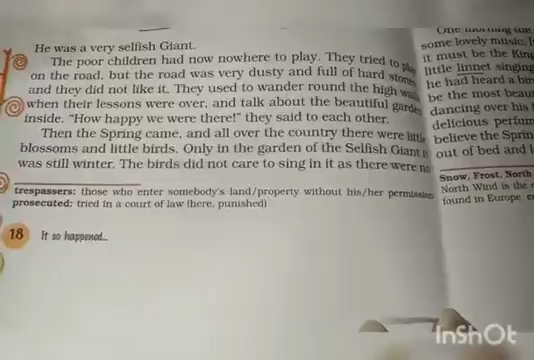 He was a very selfish Giant.
The poor children had now nowhere to play. They tried to play
on the road, but the road was very dusty and full of hard stones
and they did not like it. They used to wander round the high walls
when their lessons were over, and talk about the beautiful garden
inside. "How happy we were there!" they said to each other.
Then the Spring came, and all over the country there were little
blossoms and little birds. Only in the garden of the Selfish Giant
was still winter. The birds did not care to sing in it as there were no
trespassers: those who enter somebody's land/property without his/her permission
prosecuted: tried in a court of law (here, punished)
18 It so happened...
One morning the
some lovely music.
it must be the King
little linnet singing
he had heard a
be the most
dancing over his
delicious
believe the
out of bed and
Snow, Frost, North
North Wind is the
found in Europe
InShOt